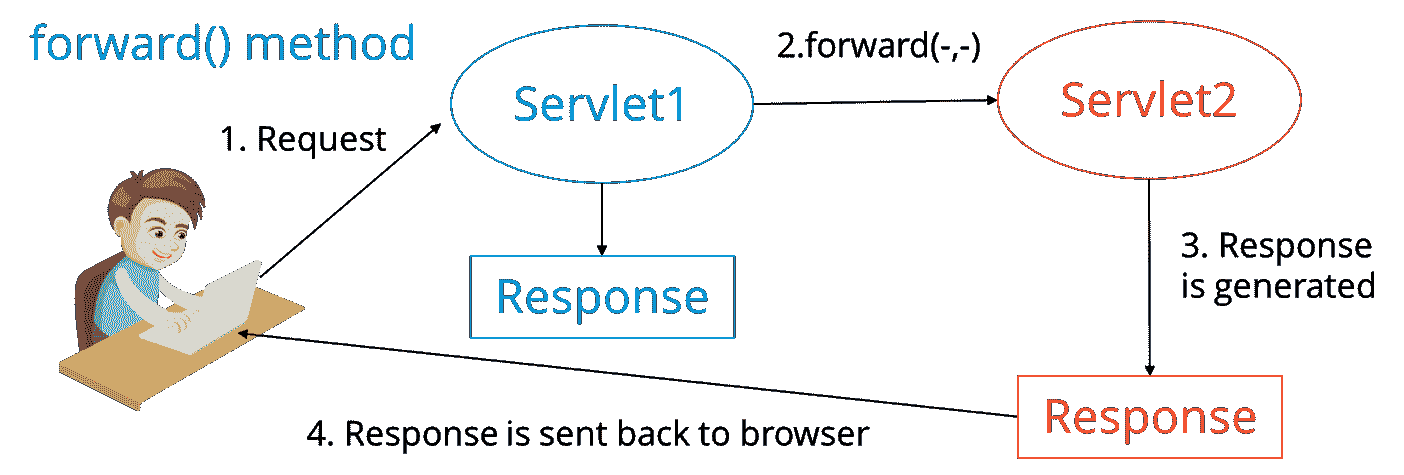 forward() method
1. Request
Servlet1
2.forward(-,-)
Servlet2
Response
3. Response
is generated
Response
4. Response is sent back to browser